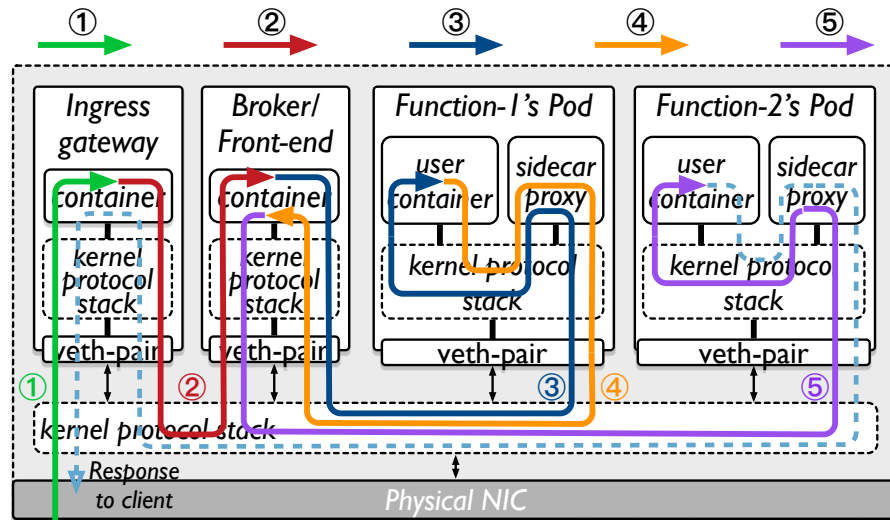 ① ② ③ ④ ⑤
Ingress
gateway
container
kernel
protocol
stack
veth-pair
Broker/
Front-end
container
kernel
protocol
stack
veth-pair
Function-1's Pod
user
container
sidecar
proxy
kernel protocol
stack
veth-pair
Function-2's Pod
user
container
sidecar
proxy
kernel protocol
stack
veth-pair
① ② ③ ④ ⑤
kernel protocol stack
Response
to client
Physical NIC